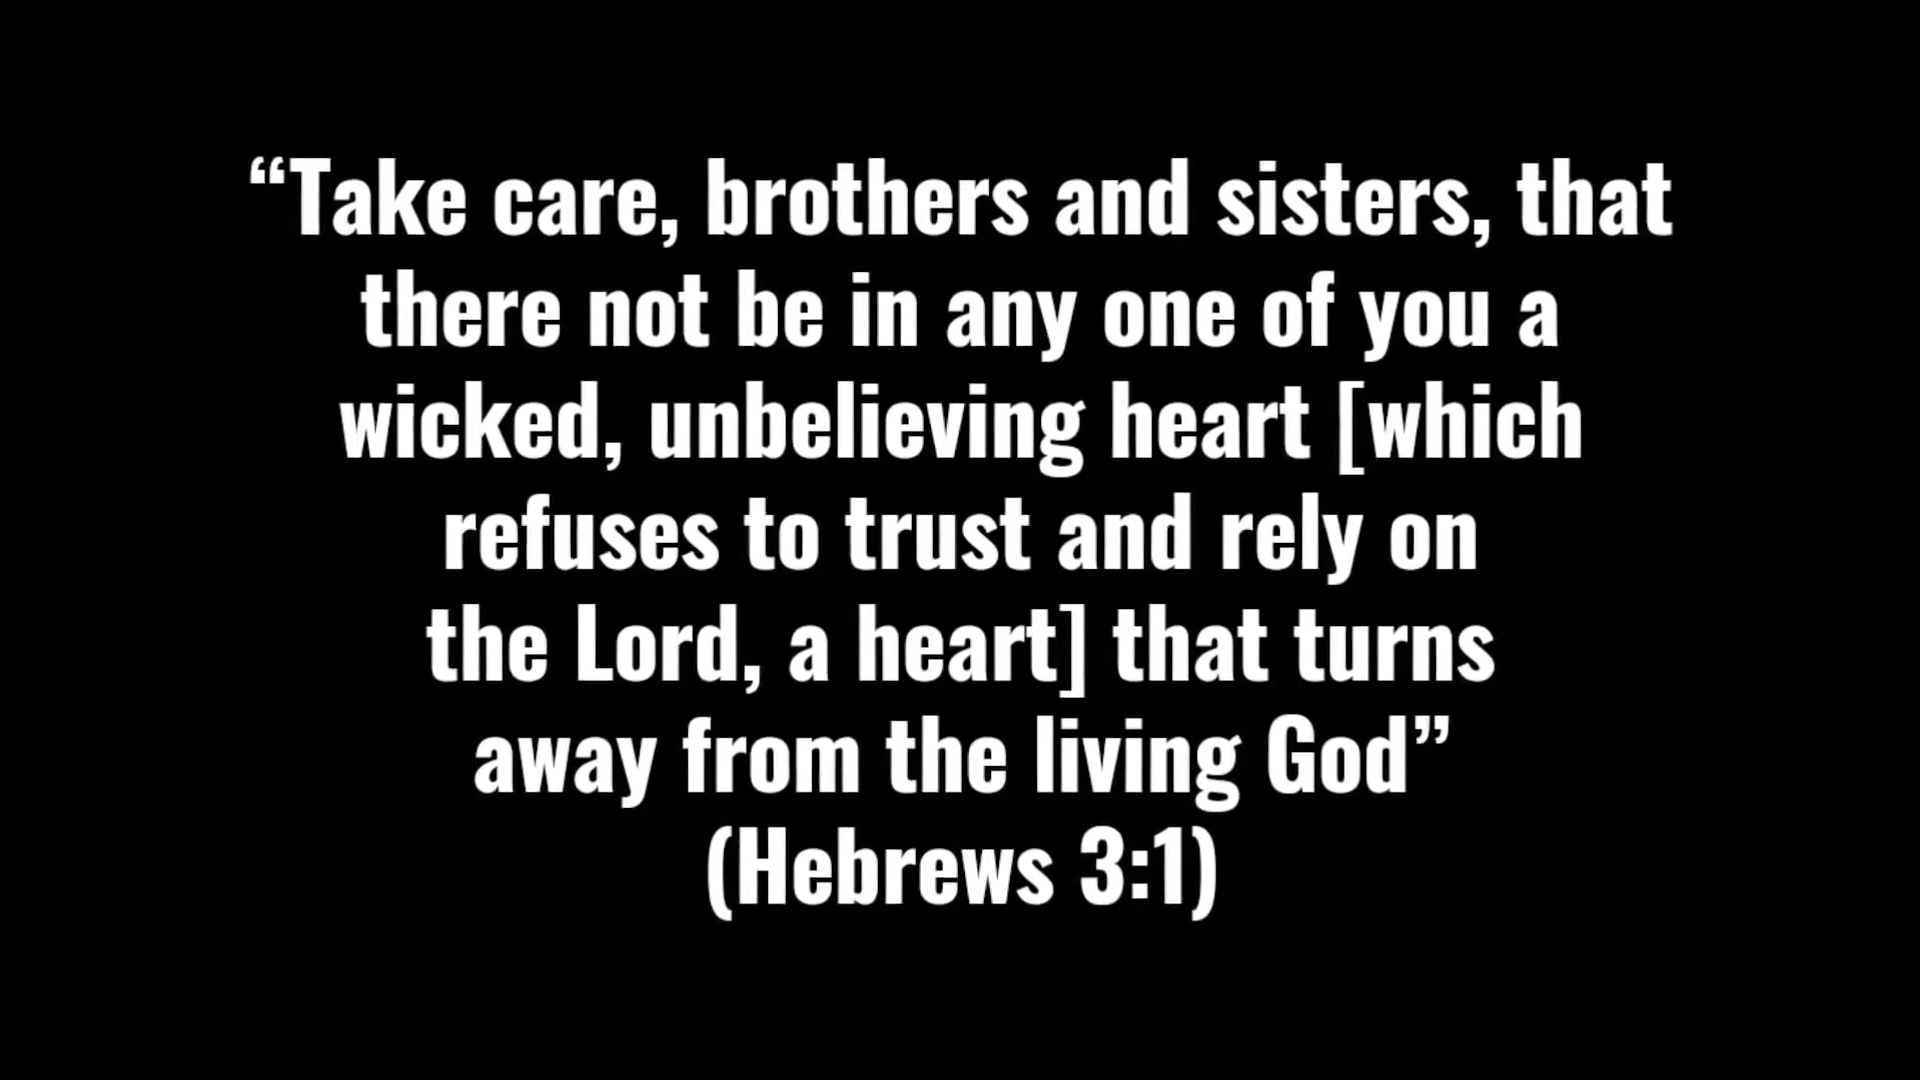 “Take care, brothers and sisters, that
there not be in any one of you a
wicked, unbelieving heart [which
refuses to trust and rely on
the Lord, a heart] that turns
away from the living God”
(Hebrews 3:1)